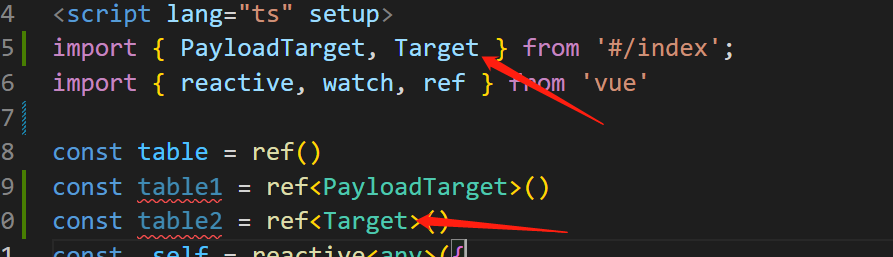 4 <script lang="ts" setup>
5 import { PayloadTarget, Target } from '#/index';
6 import { reactive, watch, ref } from 'vue'
7
8 const table = ref()
9 const table1 = ref<PayloadTarget>()
0 const table2 = ref<Target>()
1 const _self = reactive<any>({